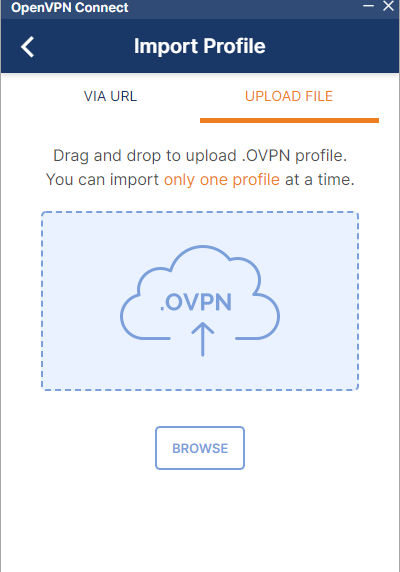 OpenVPN Connect
Import Profile
VIA URL
UPLOAD FILE
Drag and drop to upload .OVPN profile.
You can import only one profile at a time.
.OVPN
BROWSE